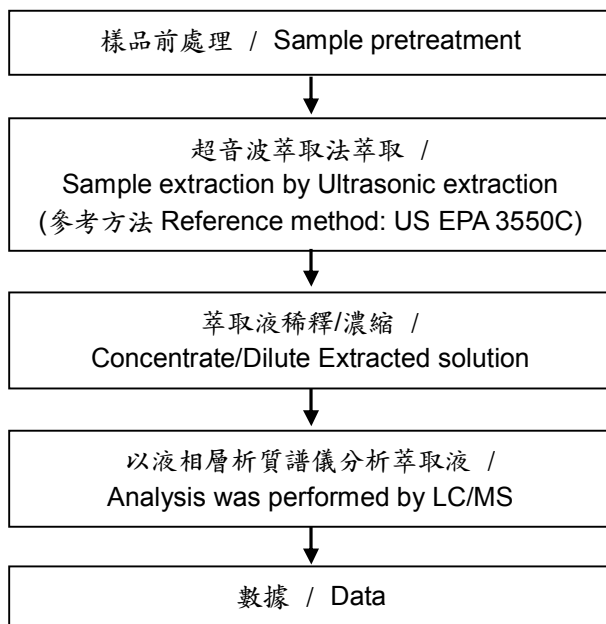 樣品前處理 / Sample pretreatment
超音波萃取法萃取 /
Sample extraction by Ultrasonic extraction
(參考方法 Reference method: US EPA 3550C)
萃取液稀釋/濃縮 /
Concentrate/Dilute Extracted solution
以液相層析質譜儀分析萃取液 /
Analysis was performed by LC/MS
數據 / Data